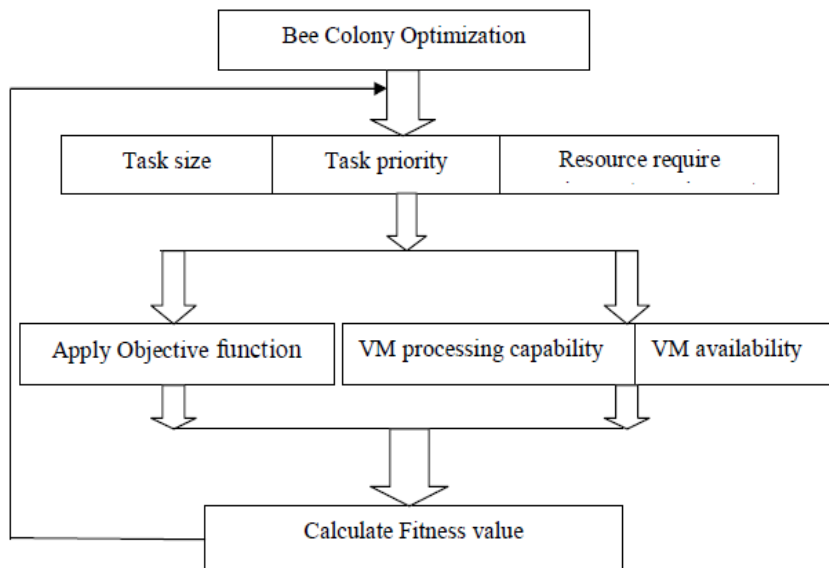 Bee Colony Optimization
Task size
Task priority
Resource require
Apply Objective function
VM processing capability
VM availability
Calculate Fitness value